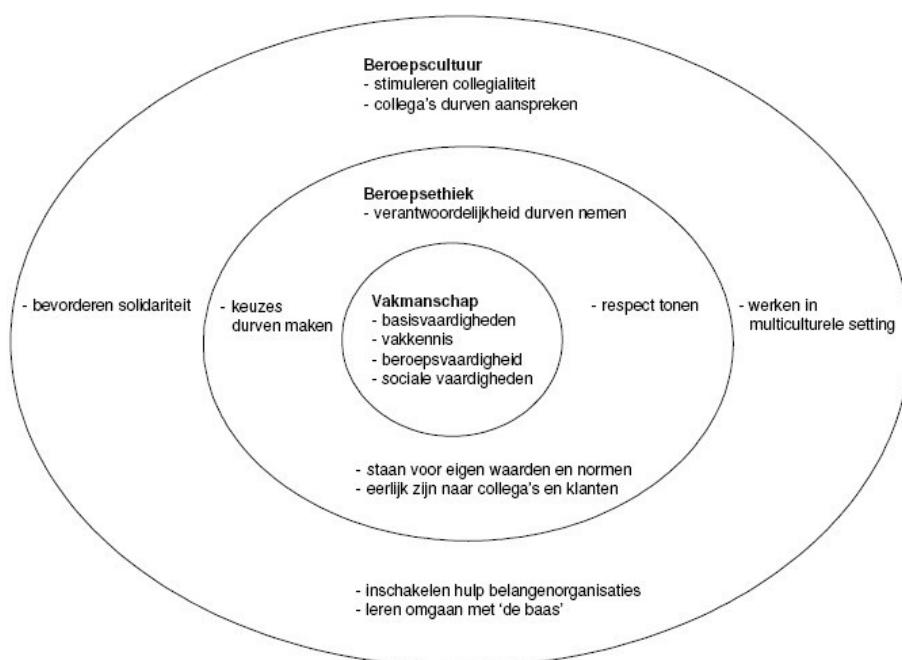 Beroepscultuur
- stimuleren collegialiteit
- collega's durven aanspreken
Beroepsethiek
- verantwoordelijkheid durven nemen
- bevorderen solidariteit
- keuzes
durven maken
Vakmanschap
- basisvaardigheden
- vakkennis
- beroepsvaardigheid
- sociale vaardigheden
- respect tonen
- werken in
multiculturele setting
- staan voor eigen waarden en normen
- eerlijk zijn naar collega's en klanten
- inschakelen hulp belangenorganisaties
- leren omgaan met ‘de baas’